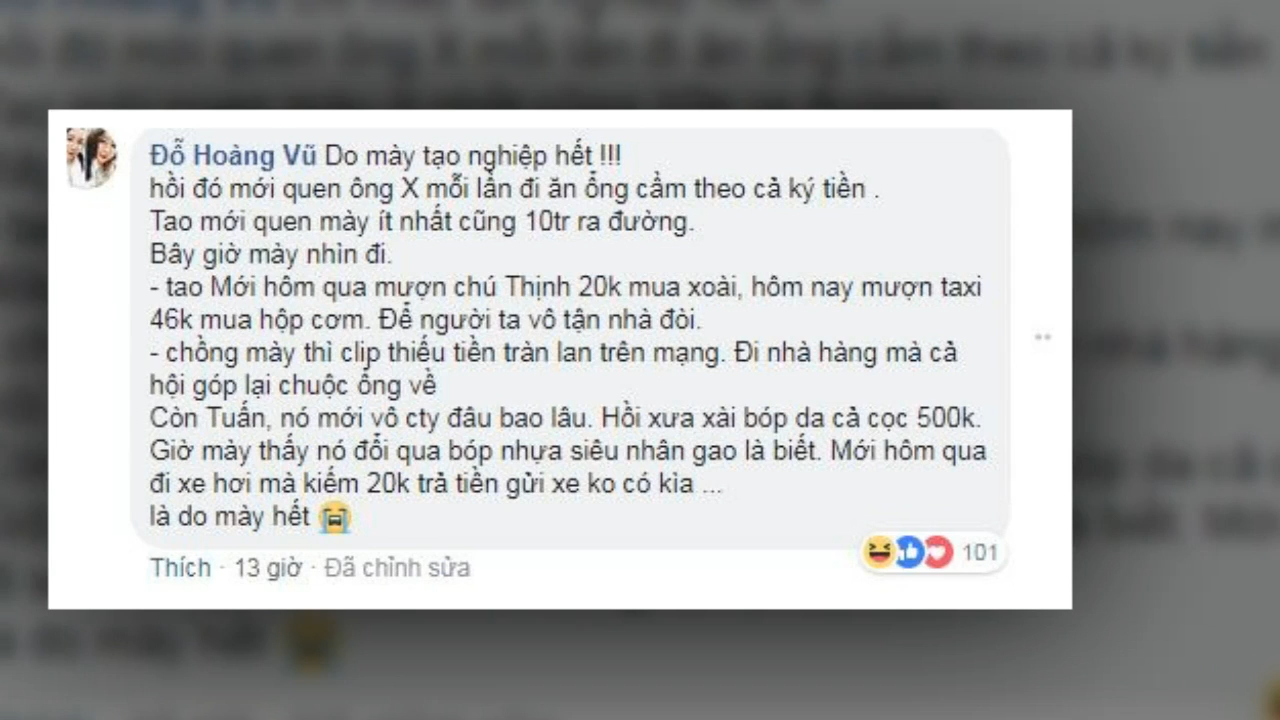 Đỗ Hoàng Vũ Do mày tạo nghiệp hết !!!
hồi đó mới quen ông X mỗi lần đi ăn ổng cầm theo cả ký tiền .
Tao mới quen mày ít nhất cũng 10tr ra đường.
Bây giờ mày nhìn đi.
- tao Mới hôm qua mượn chú Thịnh 20k mua xoài, hôm nay mượn taxi
46k mua hộp cơm. Để người ta vô tận nhà đòi.
- chồng mày thì clip thiếu tiền tràn lan trên mạng. Đi nhà hàng mà cả
hội góp lại chuộc ổng về
Còn Tuấn, nó mới vô cty đâu bao lâu. Hồi xưa xài bóp da cả cọc 500k.
Giờ mày thấy nó đổi qua bóp nhựa siêu nhân gao là biết. Mới hôm qua
đi xe hơi mà kiếm 20k trả tiền gửi xe ko có kìa ...
là do mày hết
Thích · 13 giờ · Đã chỉnh sửa
101